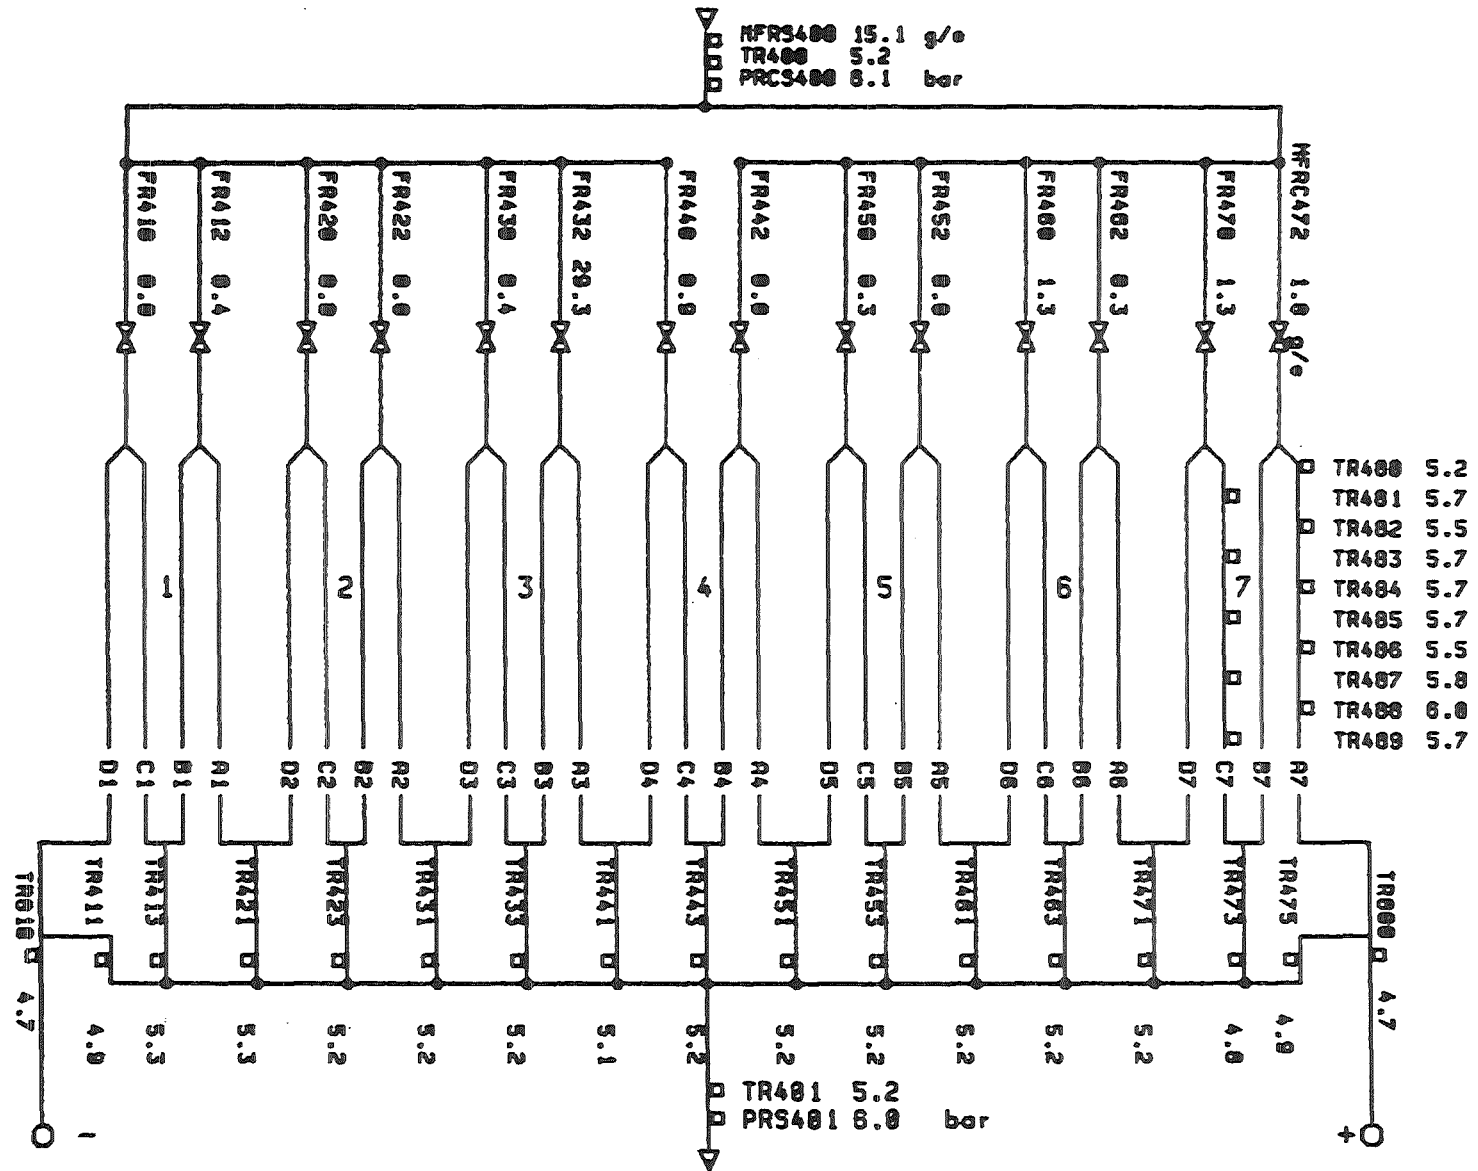 MFRS400 15.1 g/s
TR400 5.2
PRCS400 6.1 bar
FR410 0.0
FR412 0.4
FR420 0.0
FR422 0.0
FR430 0.4
FR432 29.3
FR440 0.0
FR442 0.0
FR450 0.3
FR452 0.0
FR460 1.3
FR462 0.3
FR470 1.3
MFRC472 1.0 g/s
TR480 5.2
TR481 5.7
TR482 5.5
TR483 5.7
TR484 5.7
TR485 5.7
TR486 5.5
TR487 5.8
TR488 6.0
TR489 5.7
1 2 3 4 5 6 7
D1 C1 B1 A1 D2 C2 B2 A2 D3 C3 B3 A3 D4 C4 B4 A4 D5 C5 B5 A5 D6 C6 B6 A6 D7 C7 B7 A7
4.7
TR411 4.9
TR413 5.3
TR421 5.3
TR423 5.2
TR431 5.2
TR433 5.2
TR441 5.1
TR443 5.2
TR451 5.2
TR453 5.2
TR461 5.2
TR463 5.2
TR471 5.2
TR473 4.8
TR475 4.9
4.7
TR401 5.2
PRS401 6.0 bar
-
+